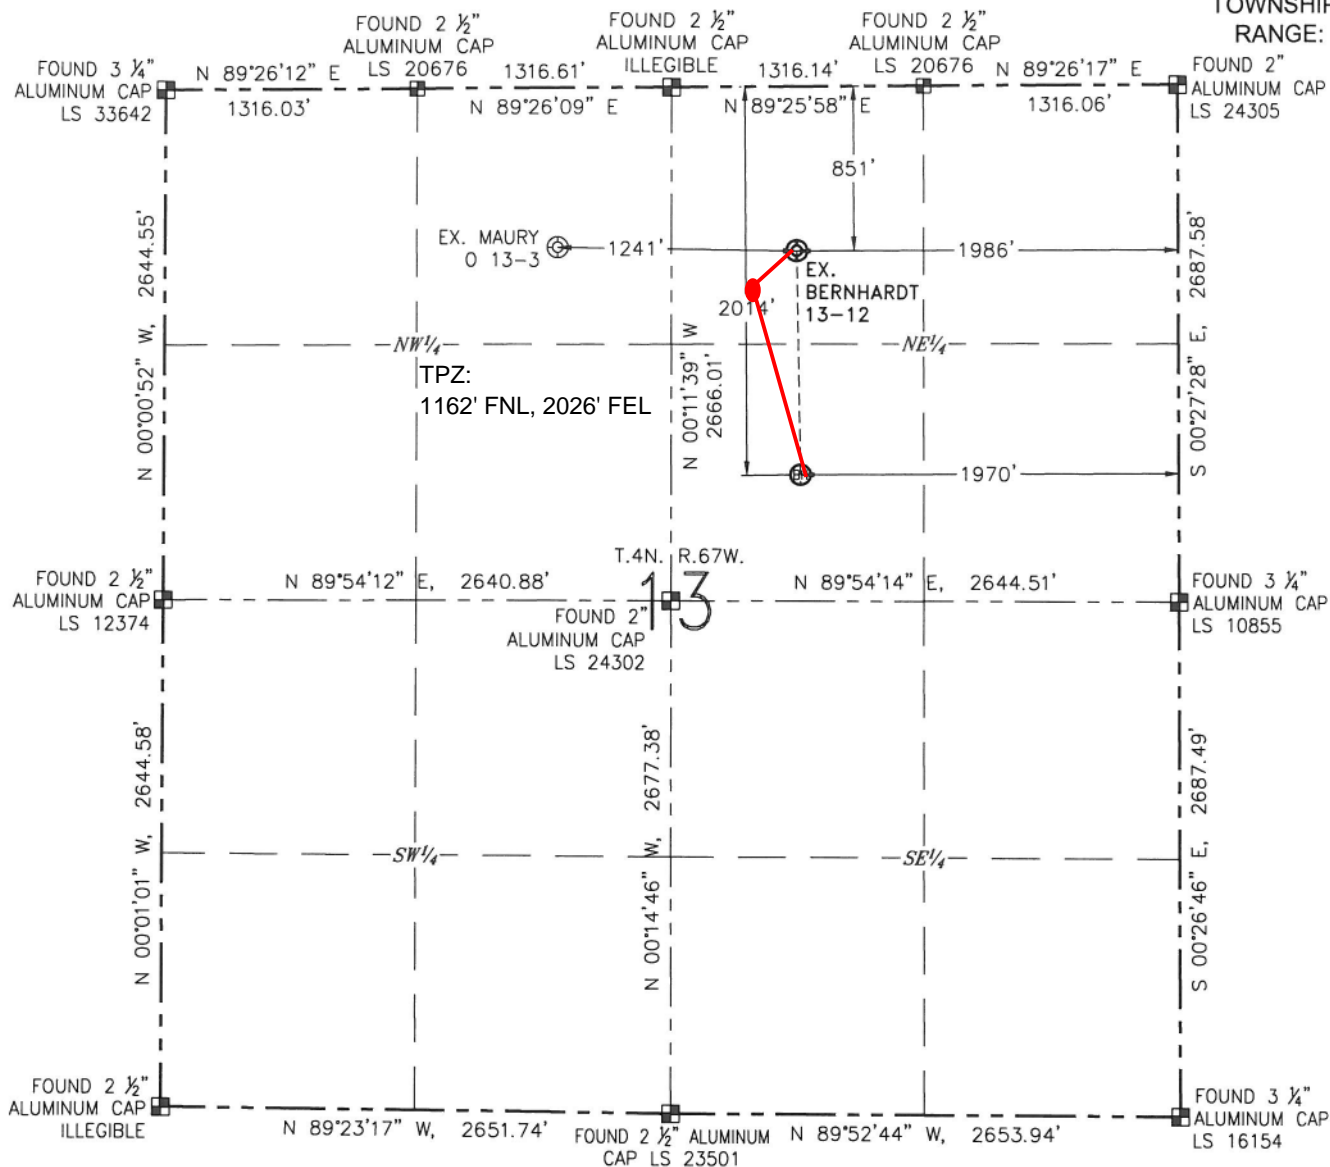 TOWNSHIP
RANGE:
FOUND 2 ½"
ALUMINUM CAP
LS 20676
FOUND 2 ½"
ALUMINUM CAP
ILLEGIBLE
FOUND 2 ½"
ALUMINUM CAP
LS 20676
FOUND 3 ¼"
ALUMINUM CAP
LS 33642
N 89°26'12" E
1316.03'
1316.61'
N 89°26'09" E
1316.14'
N 89°25'58" E
N 89°26'17" E
1316.06'
FOUND 2"
ALUMINUM CAP
LS 24305
851'
EX. MAURY
O 13-3
1241'
1986'
EX.
BERNHARDT
13-12
2014'
N 00°00'52" W, 2644.55'
NW¼
N 00°11'39" W
2666.01'
NE¼
S 00°27'28" E, 2687.58'
TPZ:
1162' FNL, 2026' FEL
BH
1970'
T.4N. R.67W.
13
FOUND 2 ½"
ALUMINUM CAP
LS 12374
N 89°54'12" E, 2640.88'
FOUND 2"
ALUMINUM CAP
LS 24302
N 89°54'14" E, 2644.51'
FOUND 3 ¼"
ALUMINUM CAP
LS 10855
N 00°01'01" W, 2644.58'
SW¼
N 00°14'46" W, 2677.38'
SE¼
S 00°26'46" E, 2687.49'
FOUND 2 ½"
ALUMINUM CAP
ILLEGIBLE
N 89°23'17" W, 2651.74'
FOUND 2 ½" ALUMINUM
CAP LS 23501
N 89°52'44" W, 2653.94'
FOUND 3 ¼"
ALUMINUM CAP
LS 16154